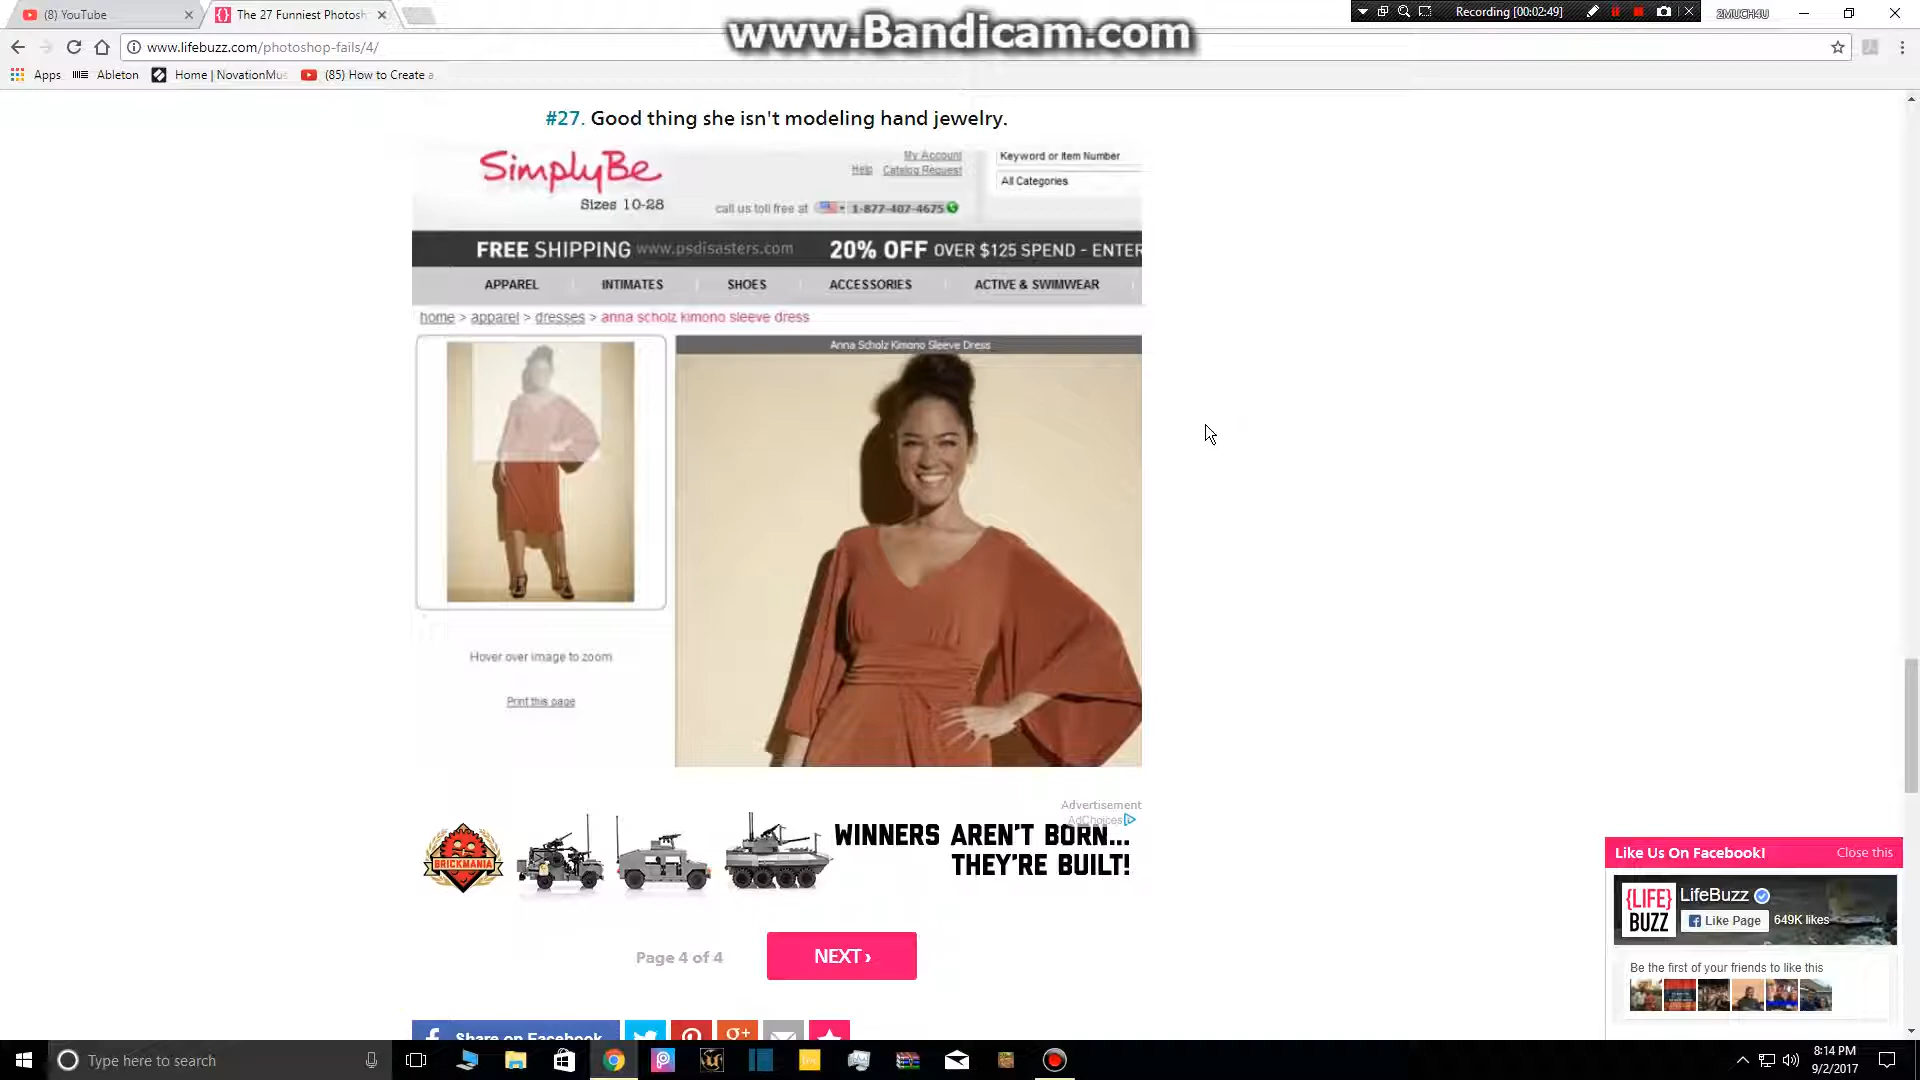 (8) YouTube
The 27 Funniest Photosh
www.Bandicam.com
Recording [00:02:49]
2MUCH4U
www.lifebuzz.com/photoshop-fails/4/
Apps
Ableton
Home | NovationMus
(85) How to Create a
#27. Good thing she isn't modeling hand jewelry.
SimplyBe
Sizes 10-28
My Account
Help
Catalog Request
call us toll free at
1-877-407-4675
Keyword or Item Number
All Categories
FREE SHIPPING www.psdisasters.com 20% OFF OVER $125 SPEND - ENTER
APPAREL
INTIMATES
SHOES
ACCESSORIES
ACTIVE & SWIMWEAR
home > apparel > dresses > anna scholz kimono sleeve dress
Anna Scholz Kimono Sleeve Dress
Hover over image to zoom
Print this page
Advertisement
AdChoices
BRICKMANIA
WINNERS AREN'T BORN...
THEY'RE BUILT!
Page 4 of 4
NEXT ›
Share on Facebook
g+
Like Us On Facebook!
Close this
{LIFE}
BUZZ
LifeBuzz
Like Page
649K likes
Be the first of your friends to like this
Type here to search
8:14 PM
9/2/2017